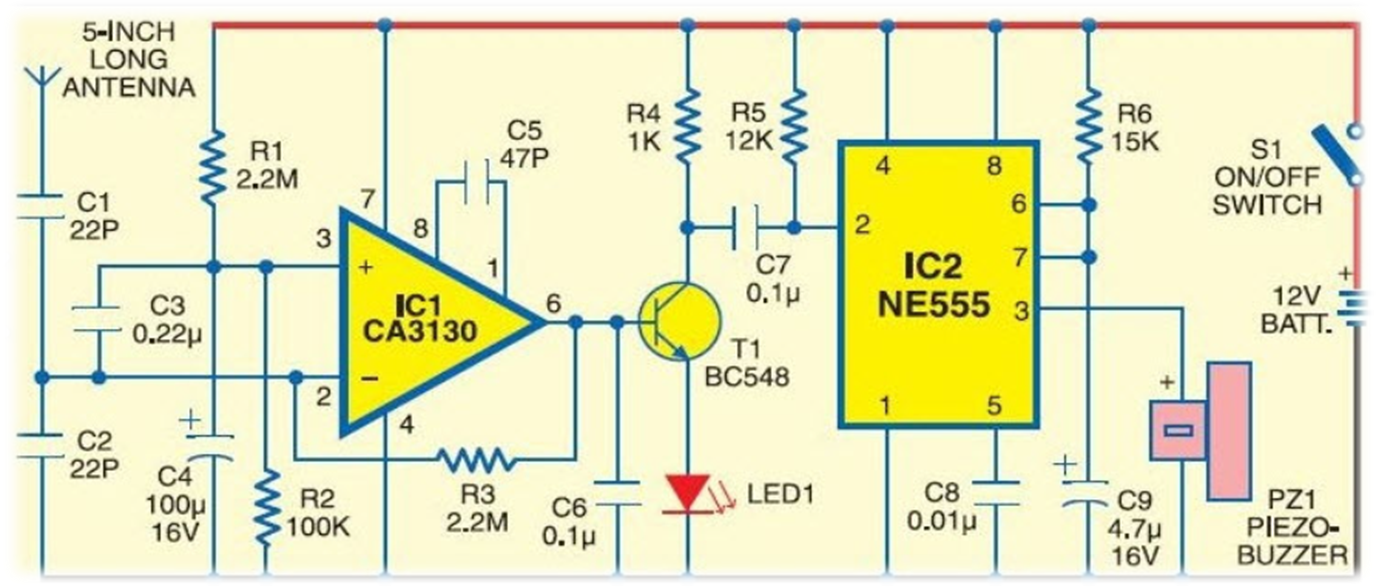 5-INCH
LONG
ANTENNA
C1
22P
C2
22P
C3
0.22µ
R1
2.2M
+
C4
100µ
16V
R2
100K
7
3
+
8
C5
47P
1
IC1
CA3130
6
2
–
4
R3
2.2M
C6
0.1µ
R4
1K
R5
12K
C7
0.1µ
T1
BC548
LED1
4
8
2
6
7
IC2
NE555
3
1
5
C8
0.01µ
R6
15K
+
C9
4.7µ
16V
S1
ON/OFF
SWITCH
+
12V
BATT.
+
PZ1
PIEZO-
BUZZER